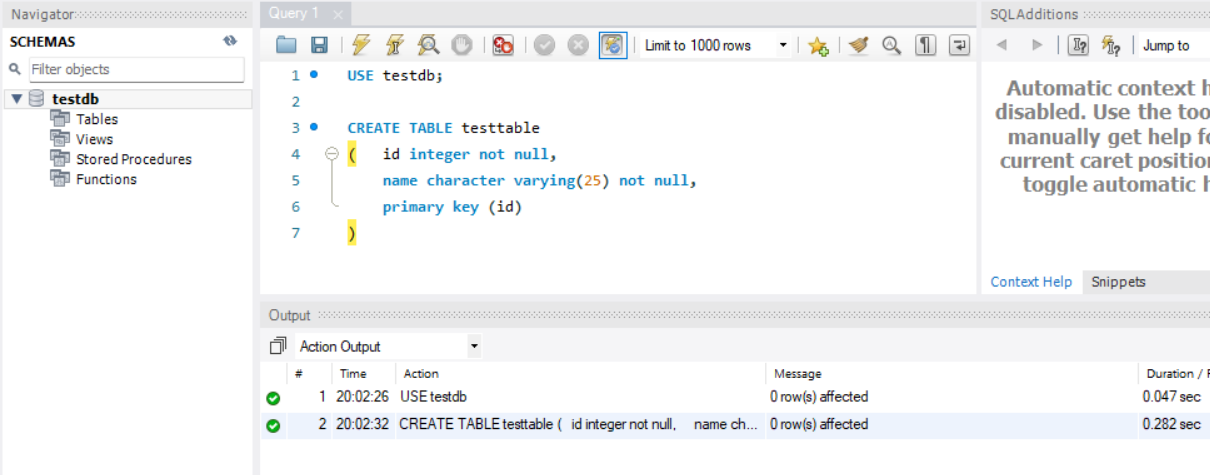 Navigator
SCHEMAS
Filter objects
testdb
Tables
Views
Stored Procedures
Functions
Query 1
Limit to 1000 rows
1 USE testdb;
2
3 CREATE TABLE testtable
4 ( id integer not null,
5 name character varying(25) not null,
6 primary key (id)
7 )
SQLAdditions
Jump to
Automatic context h
disabled. Use the too
manually get help fo
current caret position
toggle automatic h
Context Help Snippets
Output
Action Output
# Time Action Message Duration / F
1 20:02:26 USE testdb 0 row(s) affected 0.047 sec
2 20:02:32 CREATE TABLE testtable ( id integer not null, name ch... 0 row(s) affected 0.282 sec